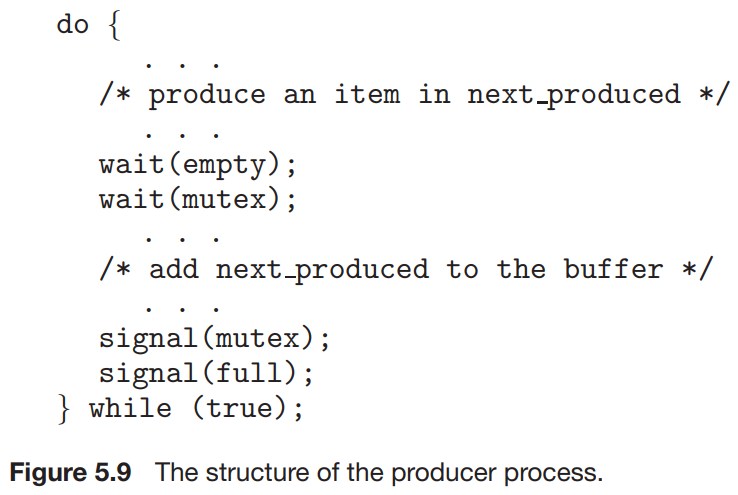 do {
. . .
/* produce an item in next_produced */
. . .
wait(empty);
wait(mutex);
. . .
/* add next_produced to the buffer */
. . .
signal(mutex);
signal(full);
} while (true);
Figure 5.9 The structure of the producer process.